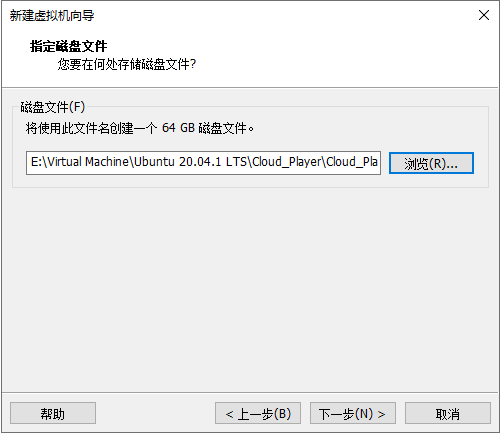 新建虚拟机向导
指定磁盘文件
您要在何处存储磁盘文件?
磁盘文件(F)
将使用此文件名创建一个 64 GB 磁盘文件。
E:\Virtual Machine\Ubuntu 20.04.1 LTS\Cloud_Player\Cloud_Pla
浏览(R)...
帮助
< 上一步(B)
下一步(N) >
取消